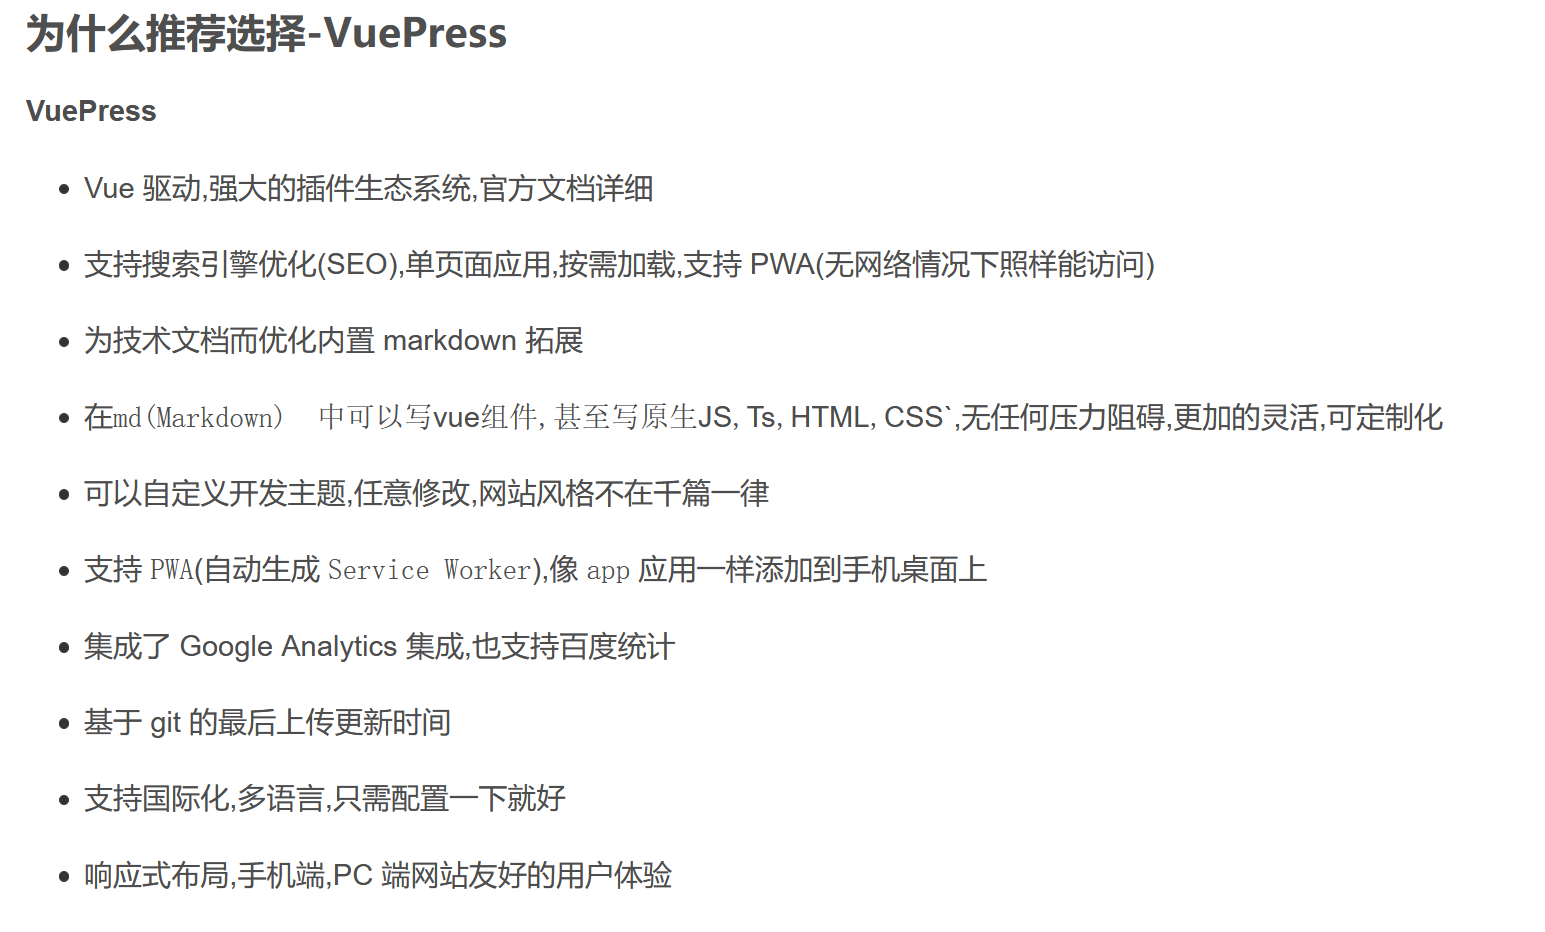 为什么推荐选择-VuePress
VuePress
Vue 驱动,强大的插件生态系统,官方文档详细
支持搜索引擎优化(SEO),单页面应用,按需加载,支持 PWA(无网络情况下照样能访问)
为技术文档而优化内置 markdown 拓展
在md(Markdown) 中可以写vue组件,甚至写原生JS,Ts,HTML,CSS`,无任何压力阻碍,更加的灵活,可定制化
可以自定义开发主题,任意修改,网站风格不在千篇一律
支持 PWA(自动生成 Service Worker),像 app 应用一样添加到手机桌面上
集成了 Google Analytics 集成,也支持百度统计
基于 git 的最后上传更新时间
支持国际化,多语言,只需配置一下就好
响应式布局,手机端,PC 端网站友好的用户体验